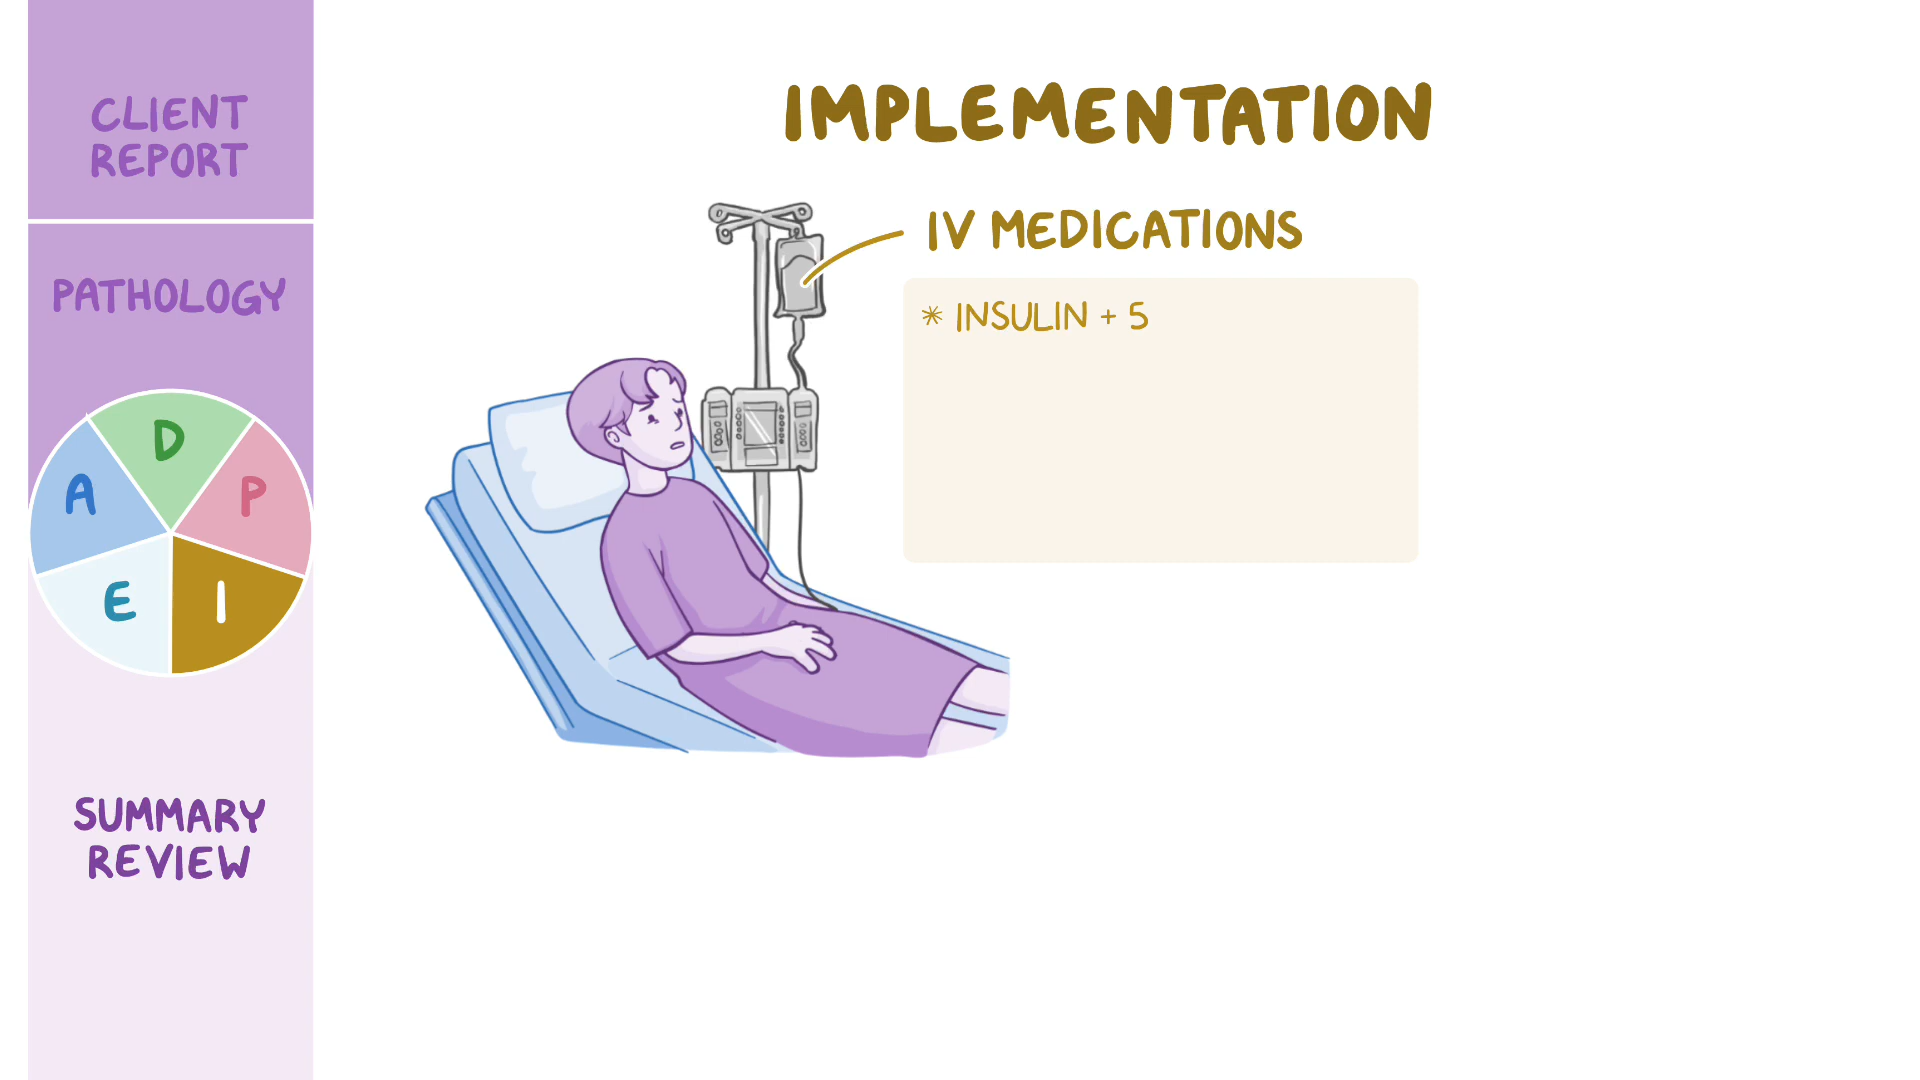 CLIENT
REPORT
PATHOLOGY
A
D
P
E
I
SUMMARY
REVIEW
IMPLEMENTATION
IV MEDICATIONS
* INSULIN + 5